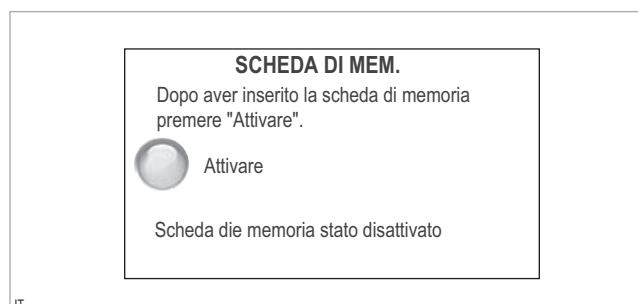 SCHEDA DI MEM.
Dopo aver inserito la scheda di memoria
premere "Attivare".
Attivare
Scheda die memoria stato disattivato
IT